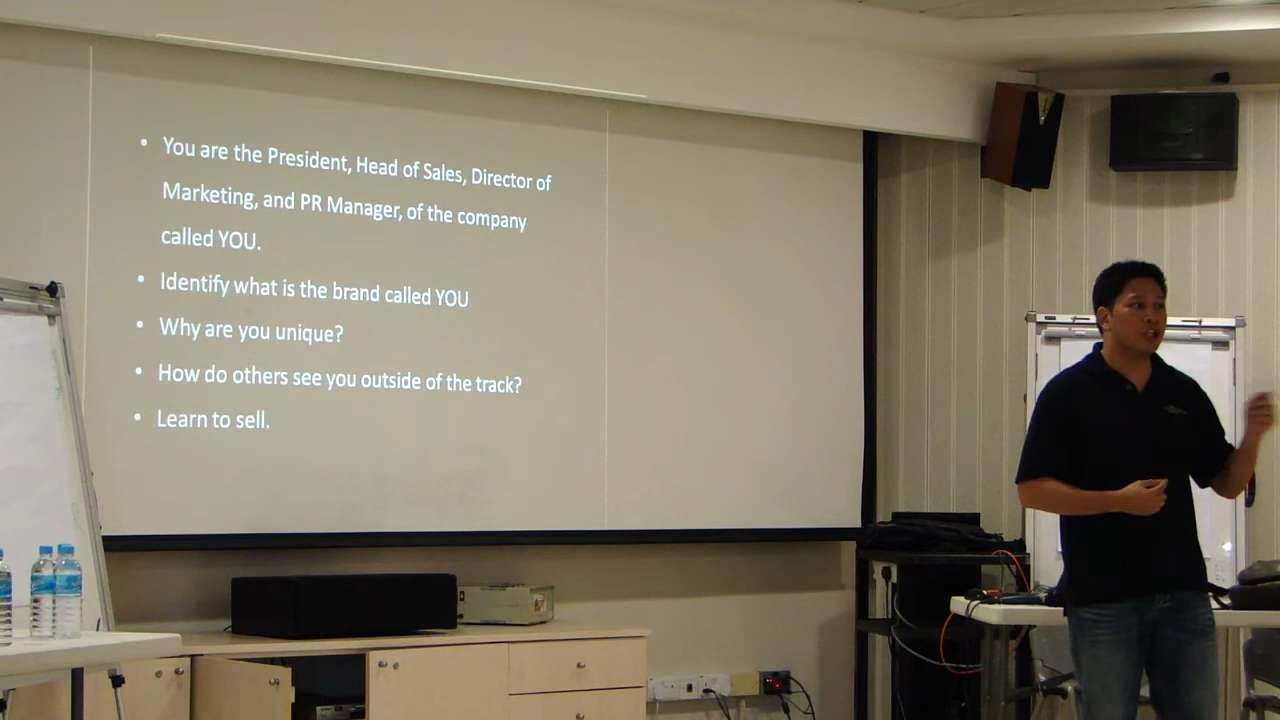 • You are the President, Head of Sales, Director of
Marketing, and PR Manager, of the company
called YOU.
• Identify what is the brand called YOU
• Why are you unique?
• How do others see you outside of the track?
• Learn to sell.